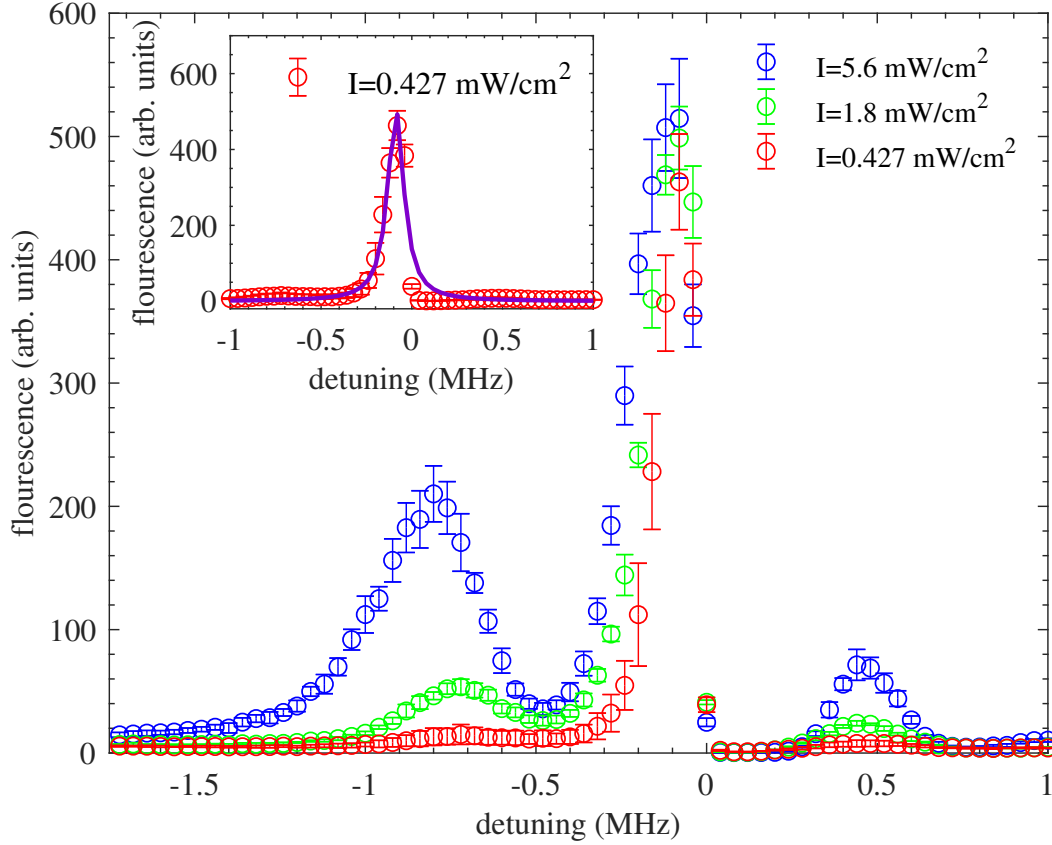 600
500
400
300
200
100
0
flourescence (arb. units)
-1.5
-1
-0.5
0
0.5
1
detuning (MHz)
I=5.6 mW/cm²
I=1.8 mW/cm²
I=0.427 mW/cm²
600
400
200
0
flourescence (arb. units)
I=0.427 mW/cm²
-1
-0.5
0
0.5
1
detuning (MHz)